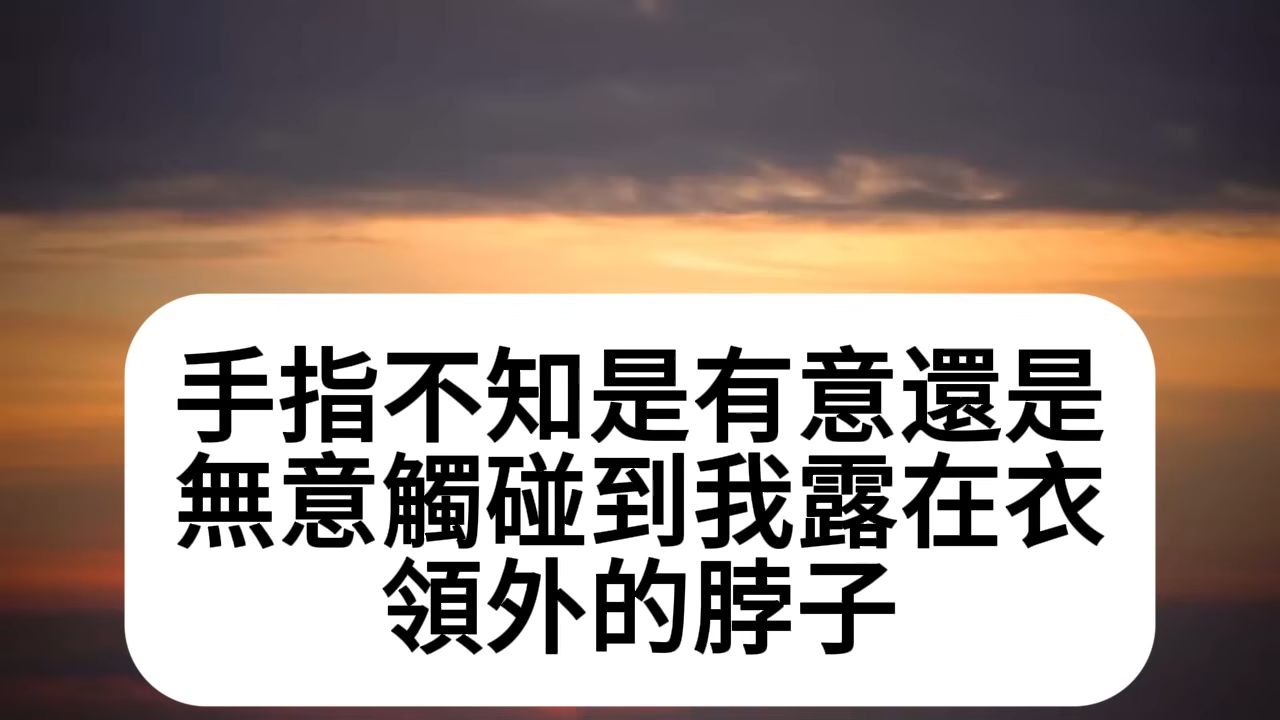 手指不知是有意還是
無意觸碰到我露在衣
領外的脖子